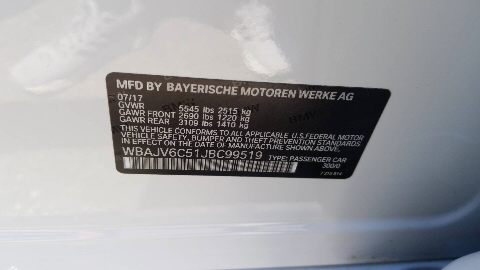 MFD BY BAYERISCHE MOTOREN WERKE AG
07/17
GVWR 5545 lbs 2515 kg
GAWR FRONT 2690 lbs 1220 kg
GAWR REAR 3109 lbs 1410 kg
THIS VEHICLE CONFORMS TO ALL APPLICABLE U.S. FEDERAL MOTOR
VEHICLE SAFETY, BUMPER, AND THEFT PREVENTION STANDARDS
IN EFFECT ON THE DATE OF MANUFACTURE SHOWN ABOVE.
WBAJV6C51JBC99519 TYPE: PASSENGER CAR
300/0